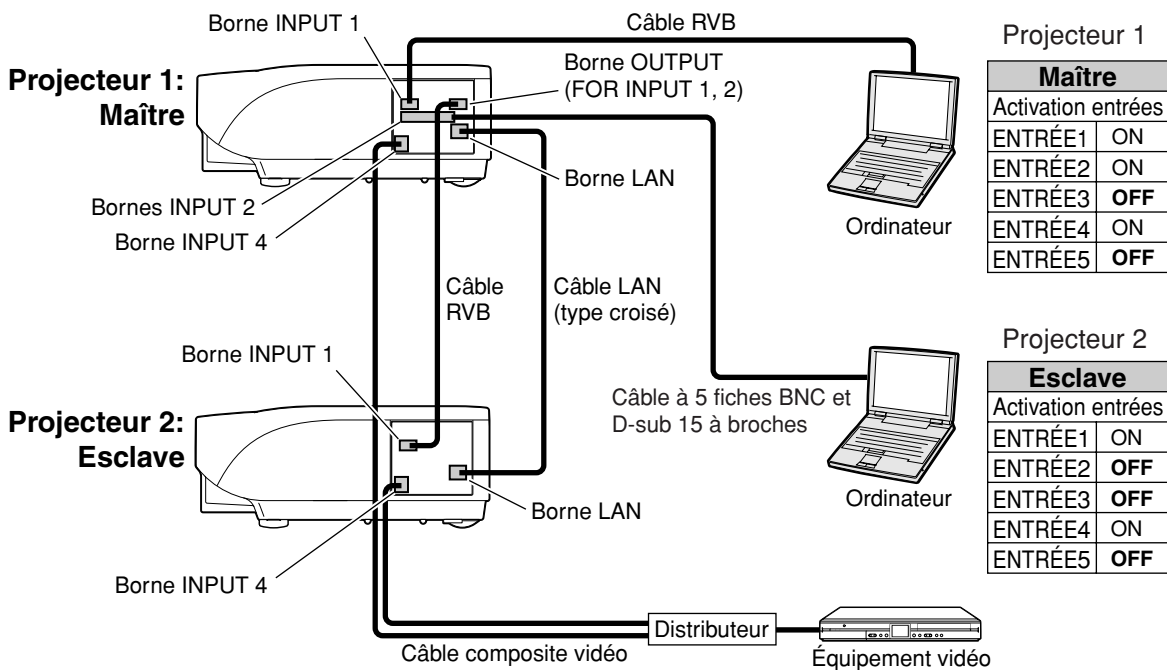 Borne INPUT 1
Câble RVB
Projecteur 1:
Maître
Borne OUTPUT
(FOR INPUT 1, 2)
Borne LAN
Bornes INPUT 2
Borne INPUT 4
Ordinateur
Projecteur 1
Maître
Activation entrées
ENTRÉE1 ON
ENTRÉE2 ON
ENTRÉE3 OFF
ENTRÉE4 ON
ENTRÉE5 OFF
Câble
RVB
Câble LAN
(type croisé)
Borne INPUT 1
Projecteur 2:
Esclave
Câble à 5 fiches BNC et
D-sub 15 à broches
Ordinateur
Borne LAN
Borne INPUT 4
Projecteur 2
Esclave
Activation entrées
ENTRÉE1 ON
ENTRÉE2 OFF
ENTRÉE3 OFF
ENTRÉE4 ON
ENTRÉE5 OFF
Distributeur
Câble composite vidéo
Équipement vidéo